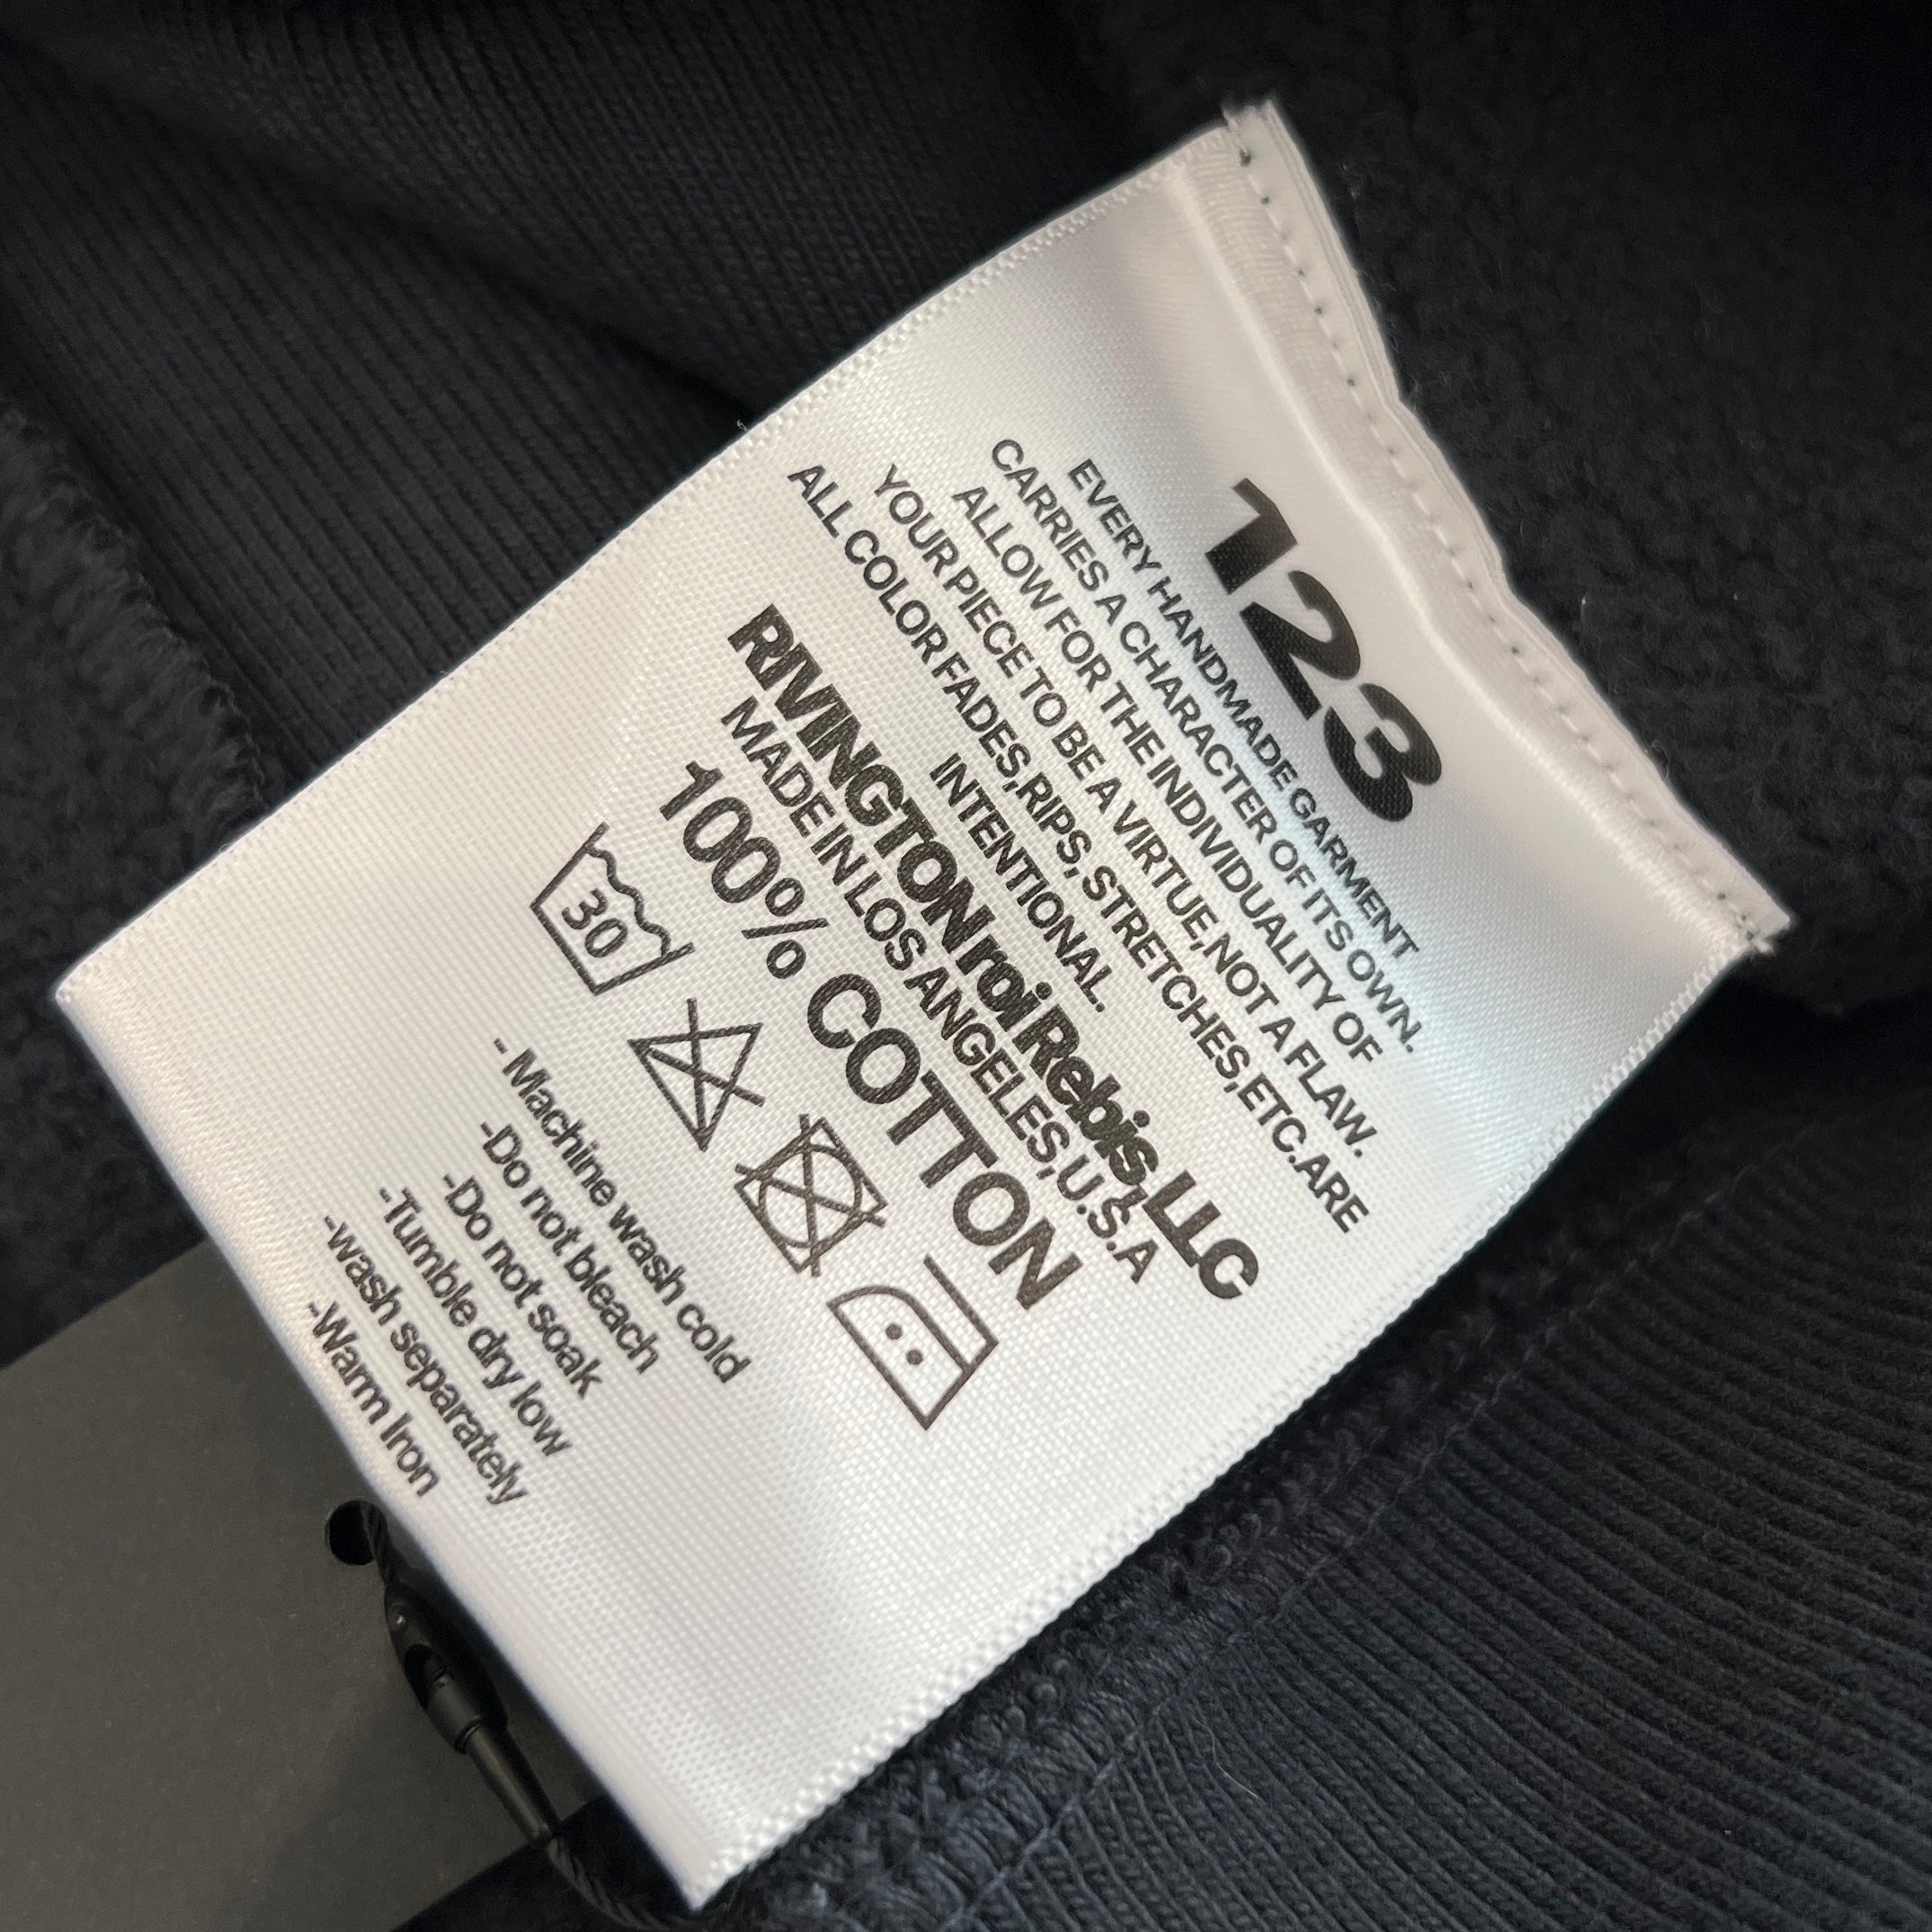 123
EVERY HANDMADE GARMENT
CARRIES A CHARACTER OF ITS OWN.
ALLOW FOR THE INDIVIDUALITY OF
YOUR PIECE TO BE A VIRTUE,NOT A FLAW.
ALL COLOR FADES,RIPS, STRETCHES,ETC.ARE
INTENTIONAL.
RIVINGTON roi Rebis, LLC
MADE IN LOS ANGELES,U.S.A
100% COTTON
30
- Machine wash cold
-Do not bleach
-Do not soak
-Tumble dry low
-wash separately
-Warm Iron